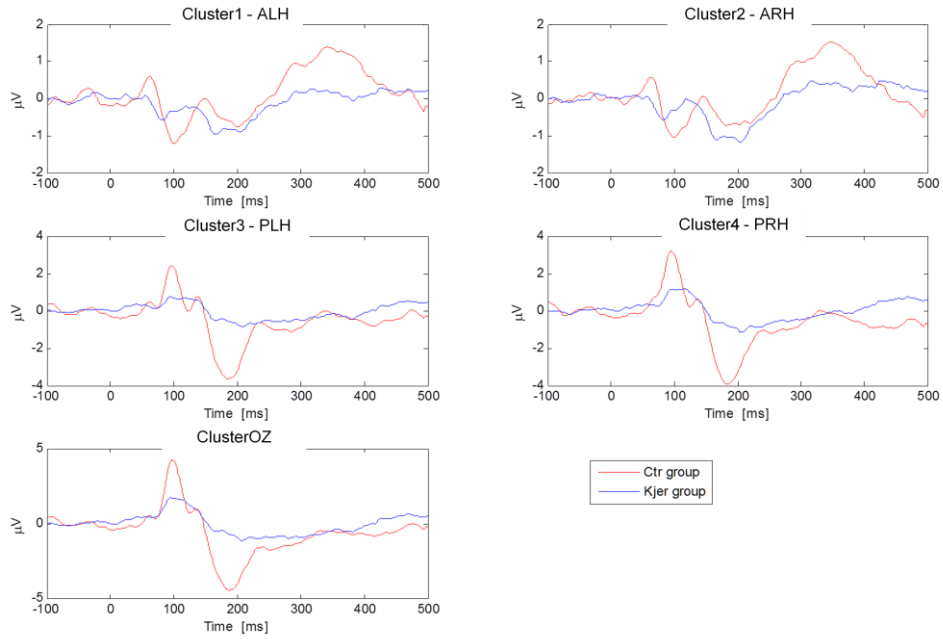 Cluster1 - ALH
2
1
0
-1
-2
µV
-100 0 100 200 300 400 500
Time [ms]
Cluster2 - ARH
2
1
0
-1
-2
µV
-100 0 100 200 300 400 500
Time [ms]
Cluster3 - PLH
4
2
0
-2
-4
µV
-100 0 100 200 300 400 500
Time [ms]
Cluster4 - PRH
4
2
0
-2
-4
µV
-100 0 100 200 300 400 500
Time [ms]
ClusterOZ
5
0
-5
µV
-100 0 100 200 300 400 500
Time [ms]
Ctr group
Kjer group